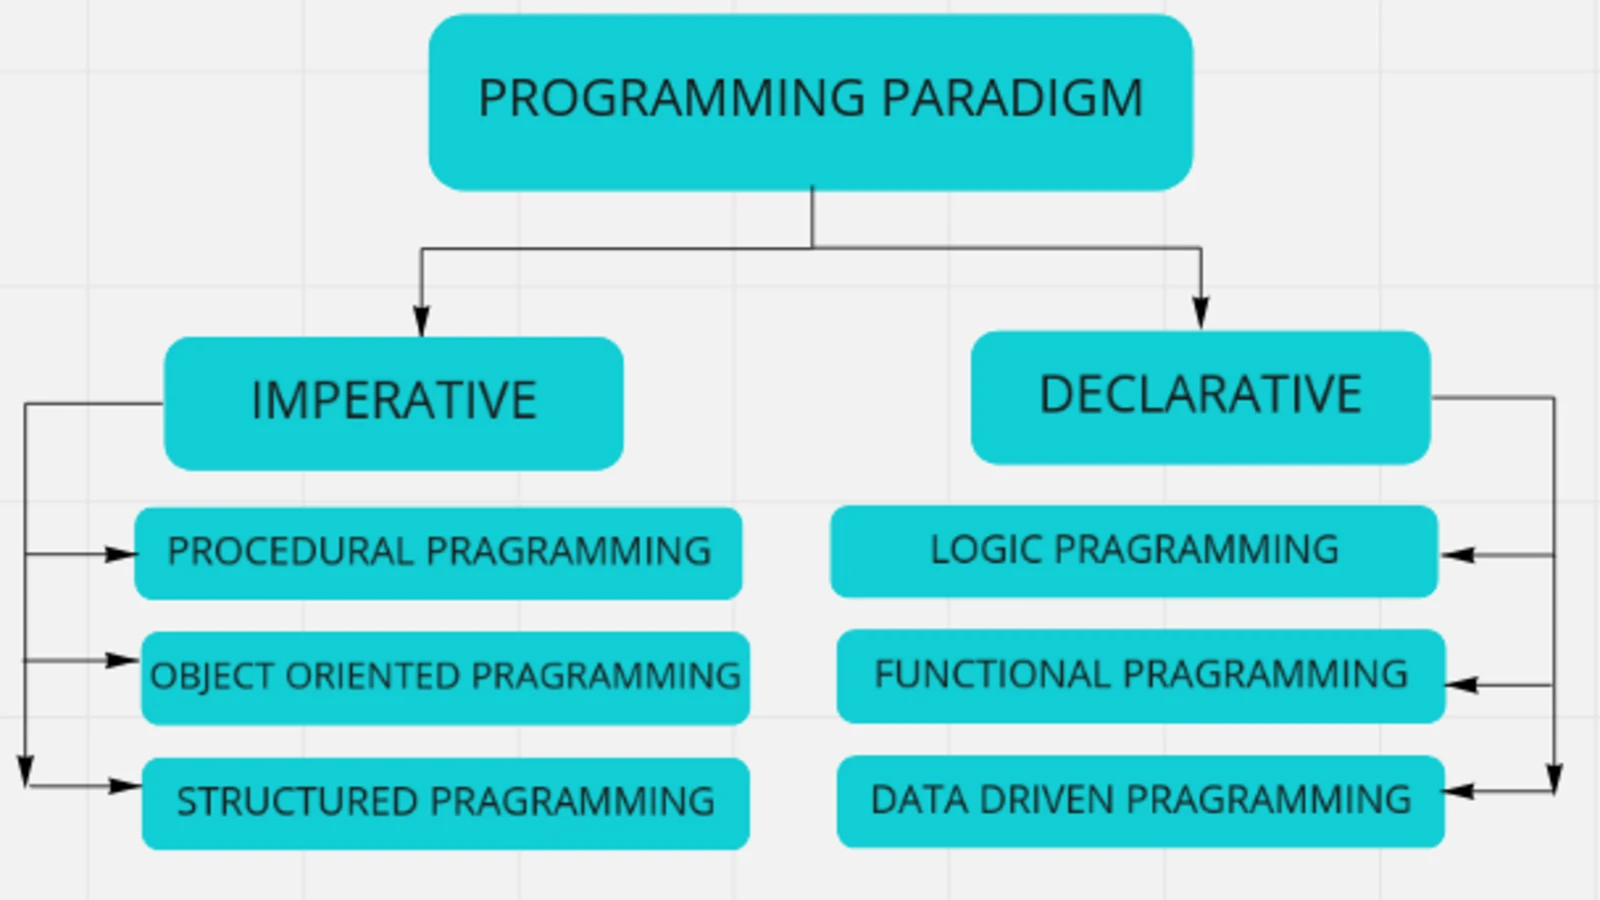 PROGRAMMING PARADIGM
IMPERATIVE
DECLARATIVE
PROCEDURAL PRAGRAMMING
OBJECT ORIENTED PRAGRAMMING
STRUCTURED PRAGRAMMING
LOGIC PRAGRAMMING
FUNCTIONAL PRAGRAMMING
DATA DRIVEN PRAGRAMMING